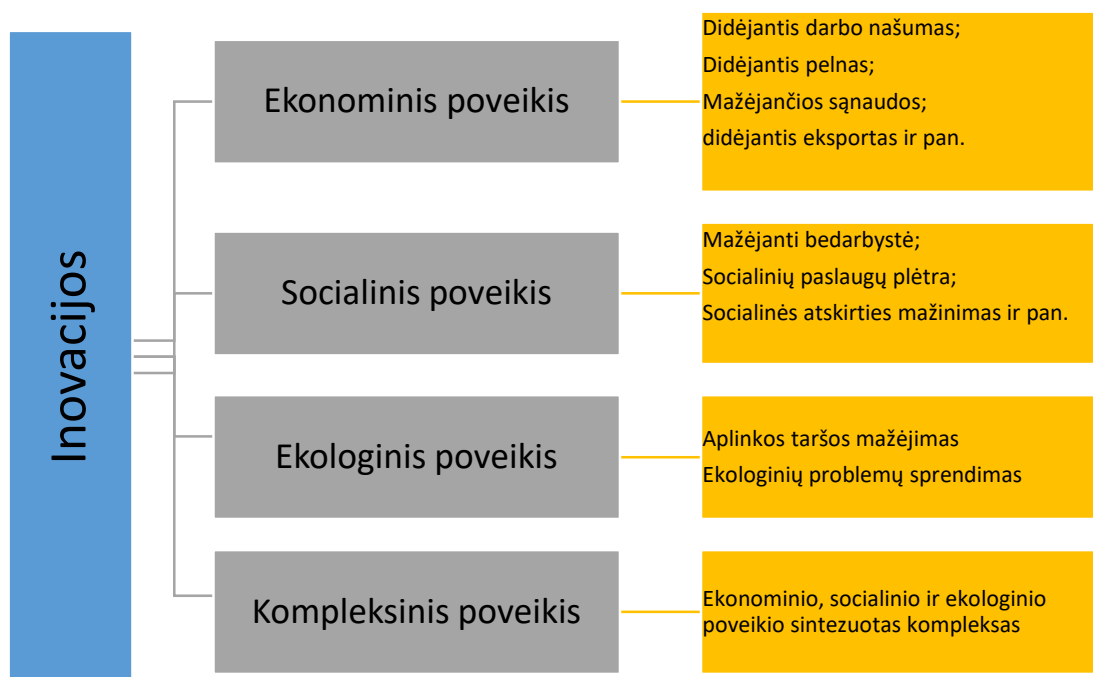 Inovacijos
Ekonominis poveikis
Didėjantis darbo našumas;
Didėjantis pelnas;
Mažėjančios sąnaudos;
didėjantis eksportas ir pan.
Socialinis poveikis
Mažėjanti bedarbystė;
Socialinių paslaugų plėtra;
Socialinės atskirties mažinimas ir pan.
Ekologinis poveikis
Aplinkos taršos mažėjimas
Ekologinių problemų sprendimas
Kompleksinis poveikis
Ekonominio, socialinio ir ekologinio
poveikio sintezuotas kompleksas